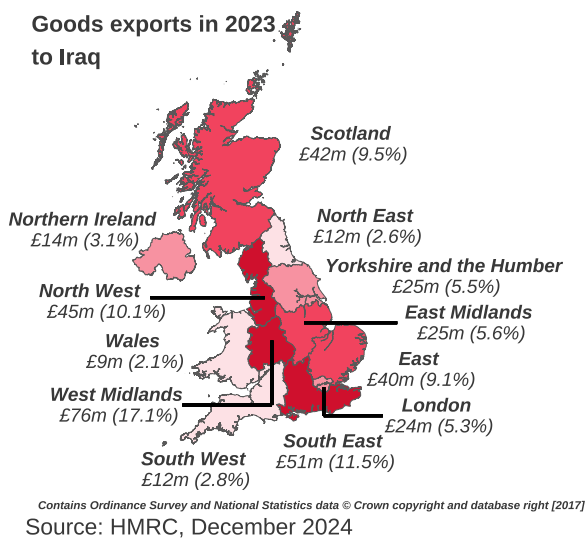 Goods exports in 2023
to Iraq
Scotland
£42m (9.5%)
Northern Ireland
£14m (3.1%)
North East
£12m (2.6%)
Yorkshire and the Humber
£25m (5.5%)
North West
£45m (10.1%)
East Midlands
£25m (5.6%)
Wales
£9m (2.1%)
East
£40m (9.1%)
West Midlands
£76m (17.1%)
London
£24m (5.3%)
South East
£51m (11.5%)
South West
£12m (2.8%)
Contains Ordinance Survey and National Statistics data © Crown copyright and database right [2017]
Source: HMRC, December 2024